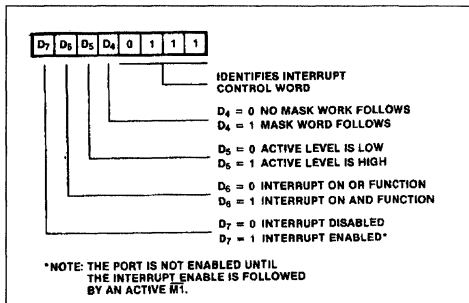 D7 D6 D5 D4 0 1 1 1
IDENTIFIES INTERRUPT
CONTROL WORD
D4 = 0 NO MASK WORK FOLLOWS
D4 = 1 MASK WORD FOLLOWS
D5 = 0 ACTIVE LEVEL IS LOW
D5 = 1 ACTIVE LEVEL IS HIGH
D6 = 0 INTERRUPT ON OR FUNCTION
D6 = 1 INTERRUPT ON AND FUNCTION
D7 = 0 INTERRUPT DISABLED
D7 = 1 INTERRUPT ENABLED*
*NOTE: THE PORT IS NOT ENABLED UNTIL
THE INTERRUPT ENABLE IS FOLLOWED
BY AN ACTIVE M̅1̅.